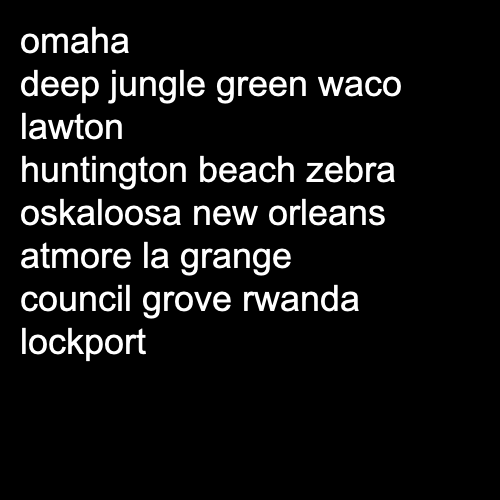 omaha
deep jungle green waco
lawton
huntington beach zebra
oskaloosa new orleans
atmore la grange
council grove rwanda
lockport